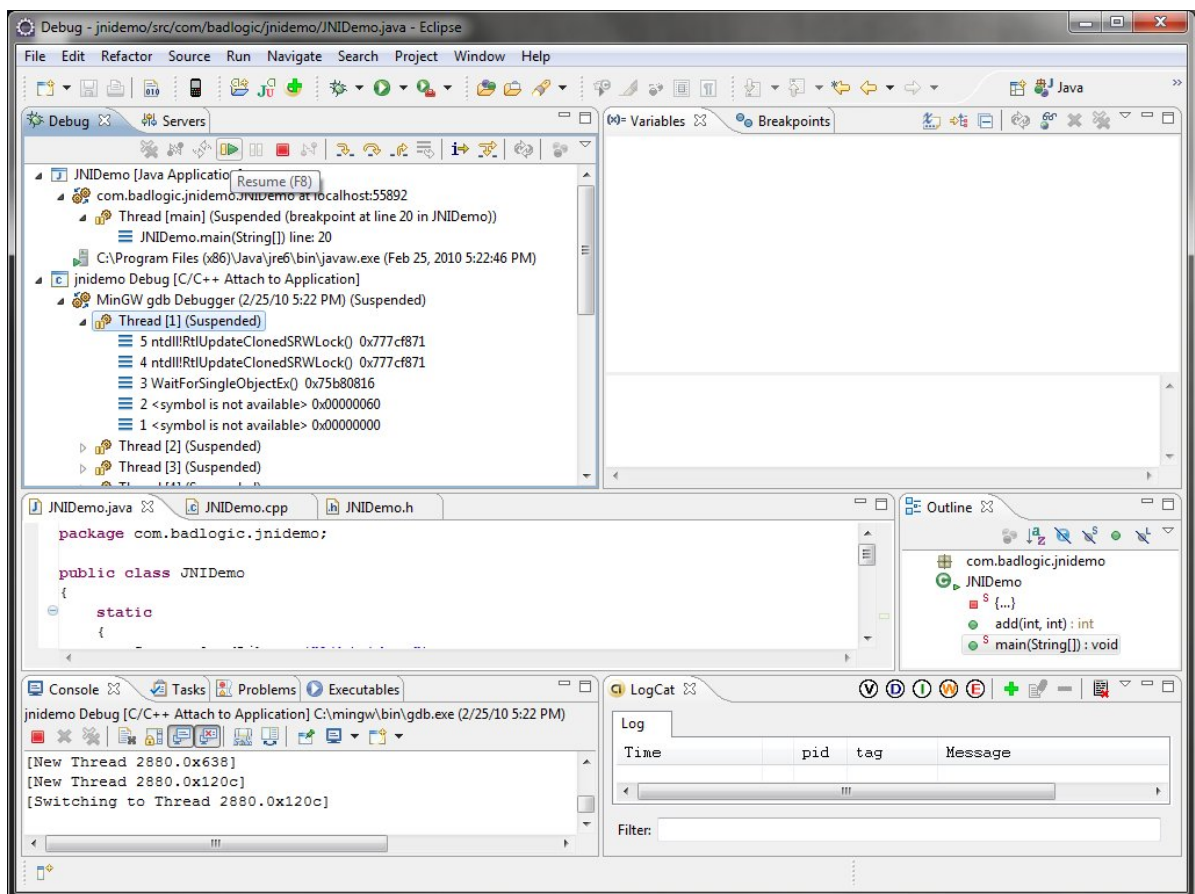 Debug - jnidemo/src/com/badlogic/jnidemo/JNIDemo.java - Eclipse
File Edit Refactor Source Run Navigate Search Project Window Help
Java
Debug Servers
Resume (F8)
JNIDemo [Java Application]
com.badlogic.jnidemo.JNIDemo at localhost:55892
Thread [main] (Suspended (breakpoint at line 20 in JNIDemo))
JNIDemo.main(String[]) line: 20
C:\Program Files (x86)\Java\jre6\bin\javaw.exe (Feb 25, 2010 5:22:46 PM)
jnidemo Debug [C/C++ Attach to Application]
MinGW gdb Debugger (2/25/10 5:22 PM) (Suspended)
Thread [1] (Suspended)
5 ntdll!RtlUpdateClonedSRWLock() 0x777cf871
4 ntdll!RtlUpdateClonedSRWLock() 0x777cf871
3 WaitForSingleObjectEx() 0x75b80816
2 <symbol is not available> 0x00000060
1 <symbol is not available> 0x00000000
Thread [2] (Suspended)
Thread [3] (Suspended)
(x)= Variables Breakpoints
JNIDemo.java JNIDemo.cpp JNIDemo.h
package com.badlogic.jnidemo;
public class JNIDemo
{
static
{
Outline
com.badlogic.jnidemo
JNIDemo
{...}
add(int, int) : int
main(String[]) : void
Console Tasks Problems Executables
jnidemo Debug [C/C++ Attach to Application] C:\mingw\bin\gdb.exe (2/25/10 5:22 PM)
[New Thread 2880.0x638]
[New Thread 2880.0x120c]
[Switching to Thread 2880.0x120c]
LogCat
V D I W E
Log
Time pid tag Message
Filter: